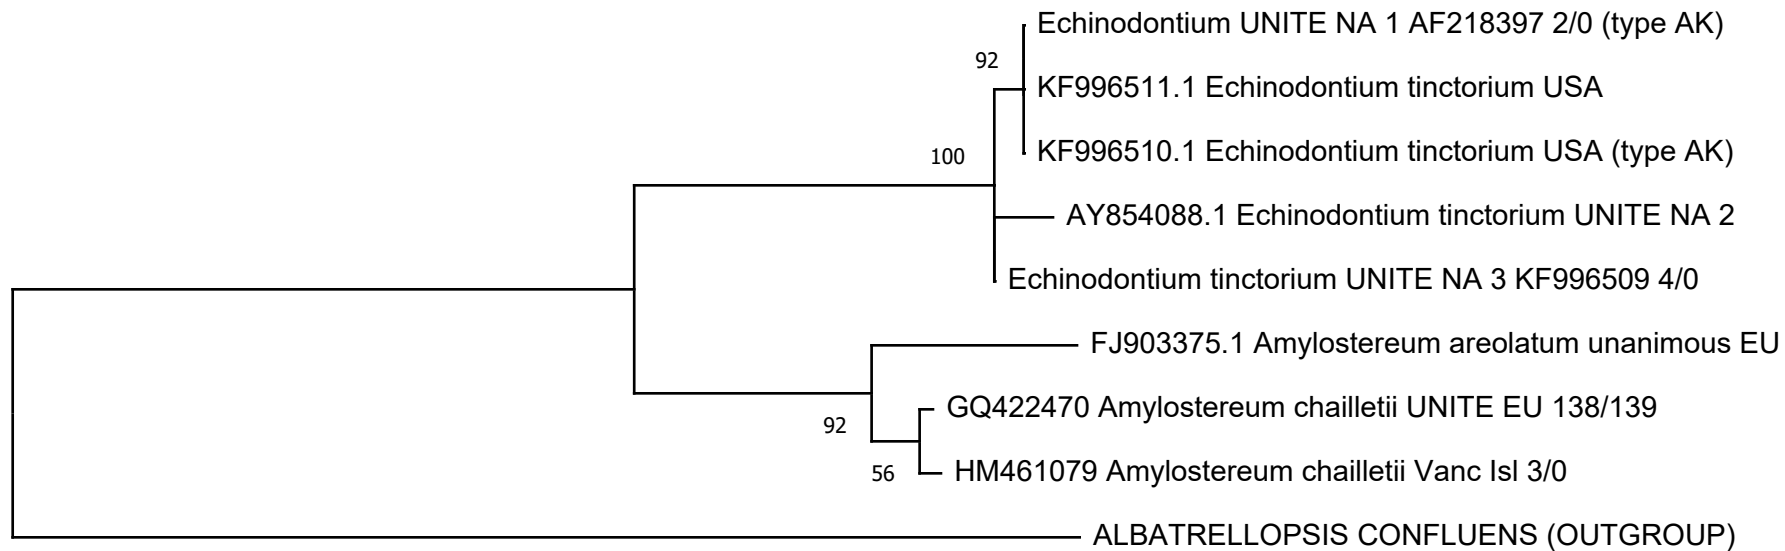 Echinodontium UNITE NA 1 AF218397 2/0 (type AK)
92
KF996511.1 Echinodontium tinctorium USA
KF996510.1 Echinodontium tinctorium USA (type AK)
100
AY854088.1 Echinodontium tinctorium UNITE NA 2
Echinodontium tinctorium UNITE NA 3 KF996509 4/0
FJ903375.1 Amylostereum areolatum unanimous EU
GQ422470 Amylostereum chailletii UNITE EU 138/139
92
HM461079 Amylostereum chailletii Vanc Isl 3/0
56
ALBATRELLOPSIS CONFLUENS (OUTGROUP)